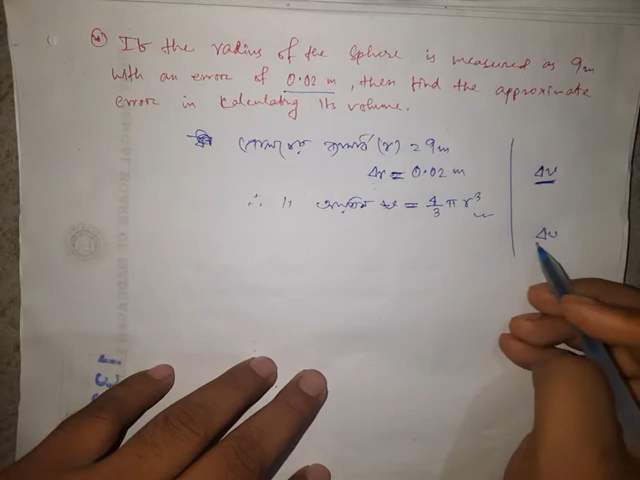 ④ If the radius of the sphere is measured as 9m
with an error of 0.02 m, then find the approximate
error in calculating its volume.
গোলকের ব্যাসার্ধ (r) = 9m
Δr = 0.02 m
∴ 〃 আয়তন v = 4/3 π r³
Δv
Δv